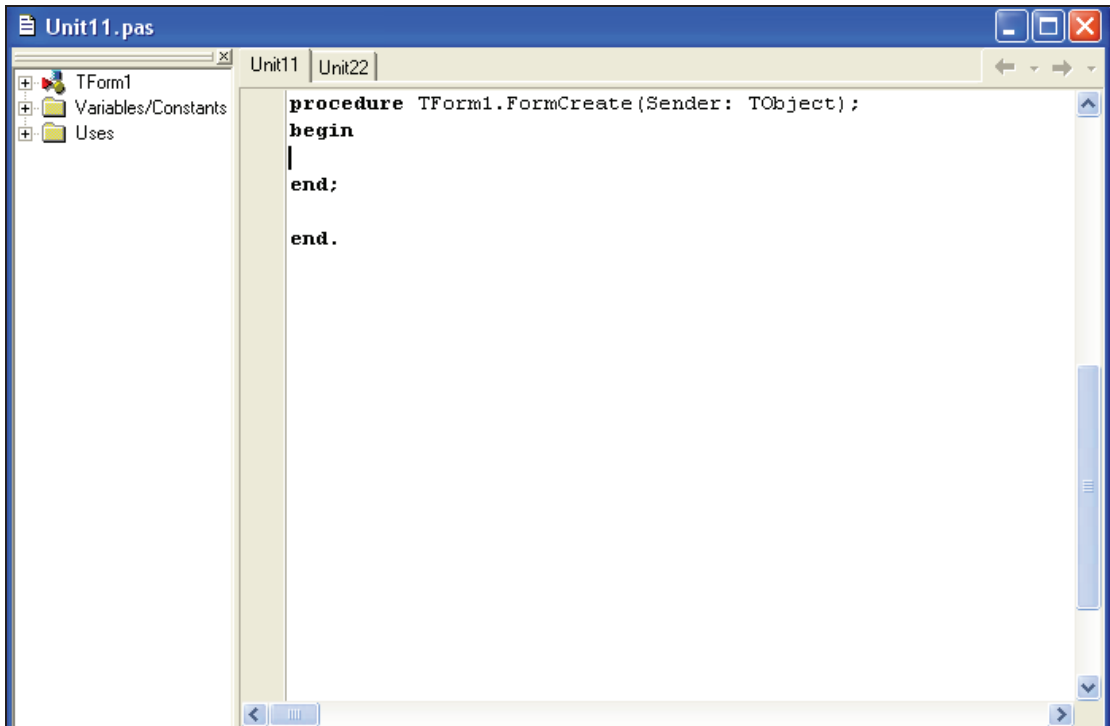 Unit11.pas
TForm1
Variables/Constants
Uses
Unit11 Unit22
procedure TForm1.FormCreate(Sender: TObject);
begin
end;
end.